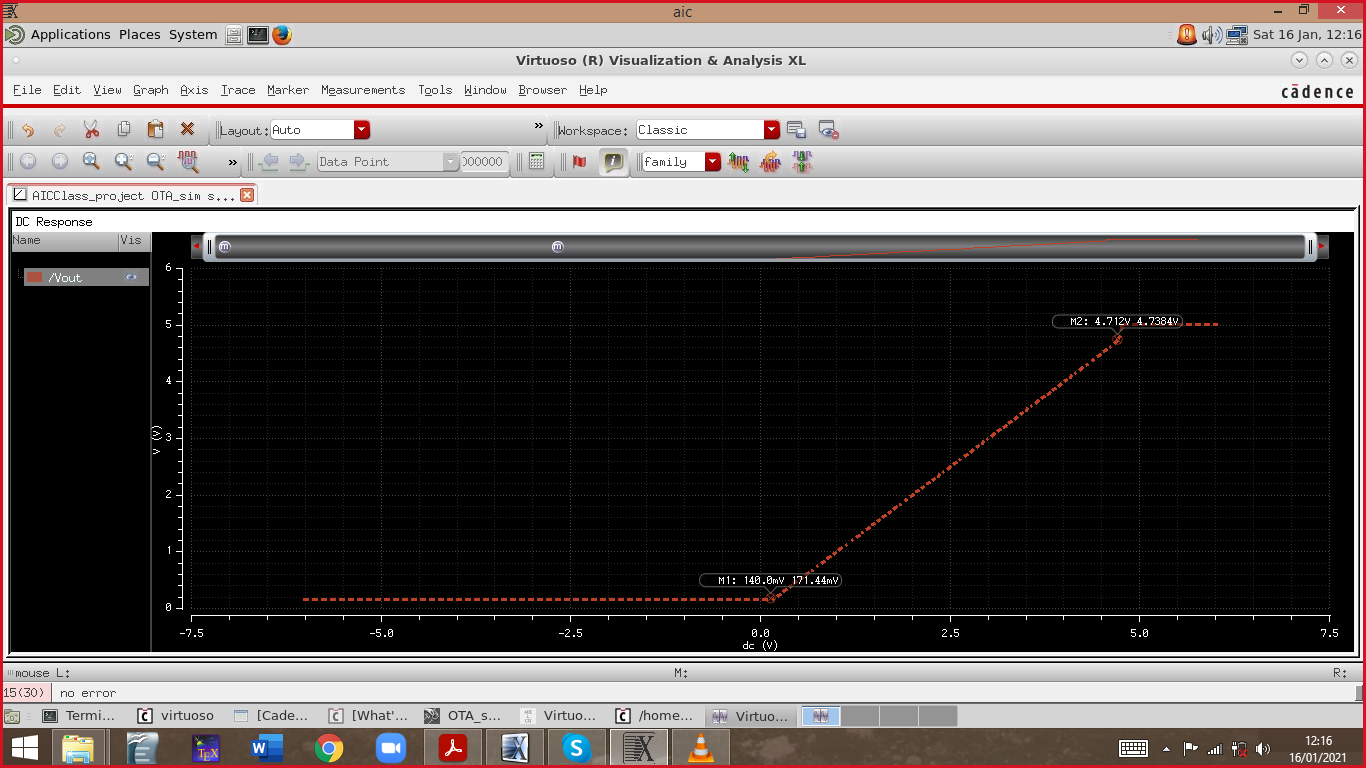 aic
Applications Places System Sat 16 Jan, 12:16
Virtuoso (R) Visualization & Analysis XL
File Edit View Graph Axis Trace Marker Measurements Tools Window Browser Help cādence
Layout: Auto » Workspace: Classic
» Data Point 000000 family
AICClass_project OTA_sim s...
DC Response
Name Vis
/Vout
6
5
4
3
2
1
0
V (V)
M2: 4.712V 4.7384V
M1: 140.0mV 171.44mV
-7.5 -5.0 -2.5 0.0 2.5 5.0 7.5
dc (V)
mouse L: M: R:
15(30) no error
Termi... virtuoso [Cade... [What'... OTA_s... Virtuo... /home... Virtuo...
12:16
16/01/2021